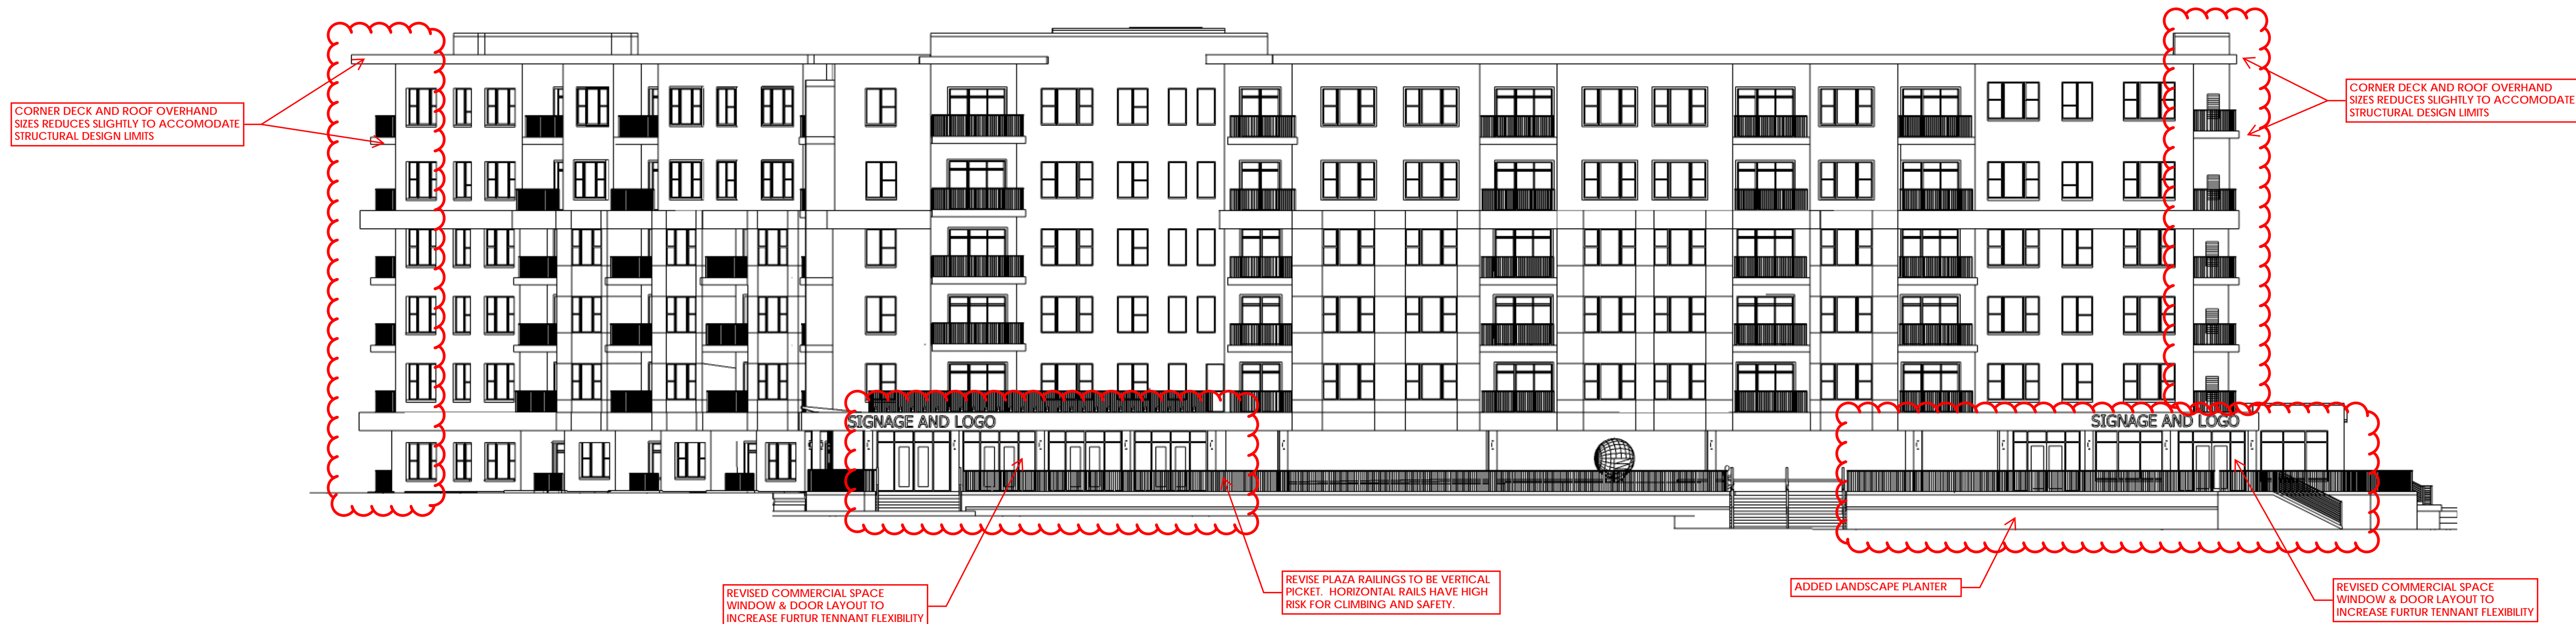 CORNER DECK AND ROOF OVERHAND
SIZES REDUCES SLIGHTLY TO ACCOMODATE
STRUCTURAL DESIGN LIMITS
CORNER DECK AND ROOF OVERHAND
SIZES REDUCES SLIGHTLY TO ACCOMODATE
STRUCTURAL DESIGN LIMITS
SIGNAGE AND LOGO
SIGNAGE AND LOGO
REVISED COMMERCIAL SPACE
WINDOW & DOOR LAYOUT TO
INCREASE FURTUR TENNANT FLEXIBILITY
REVISE PLAZA RAILINGS TO BE VERTICAL
PICKET. HORIZONTAL RAILS HAVE HIGH
RISK FOR CLIMBING AND SAFETY.
ADDED LANDSCAPE PLANTER
REVISED COMMERCIAL SPACE
WINDOW & DOOR LAYOUT TO
INCREASE FURTUR TENNANT FLEXIBILITY